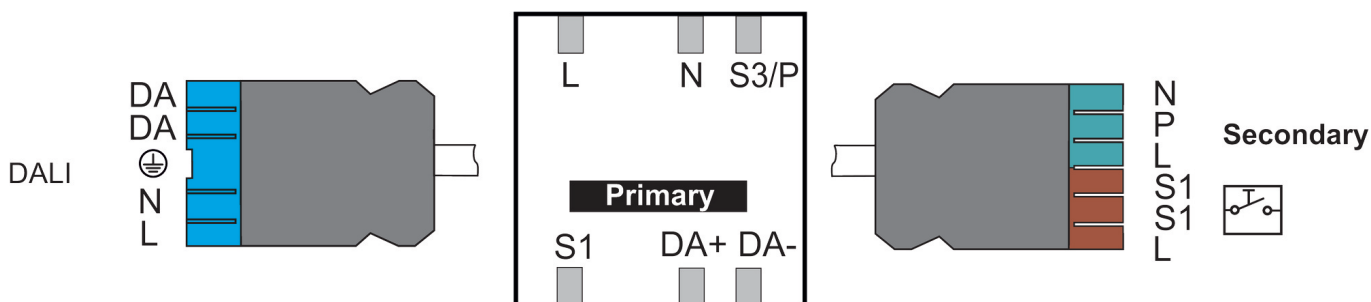 DALI
DA
DA
N
L
L N S3/P
Primary
S1 DA+ DA-
N
P
L
S1
S1
L
Secondary